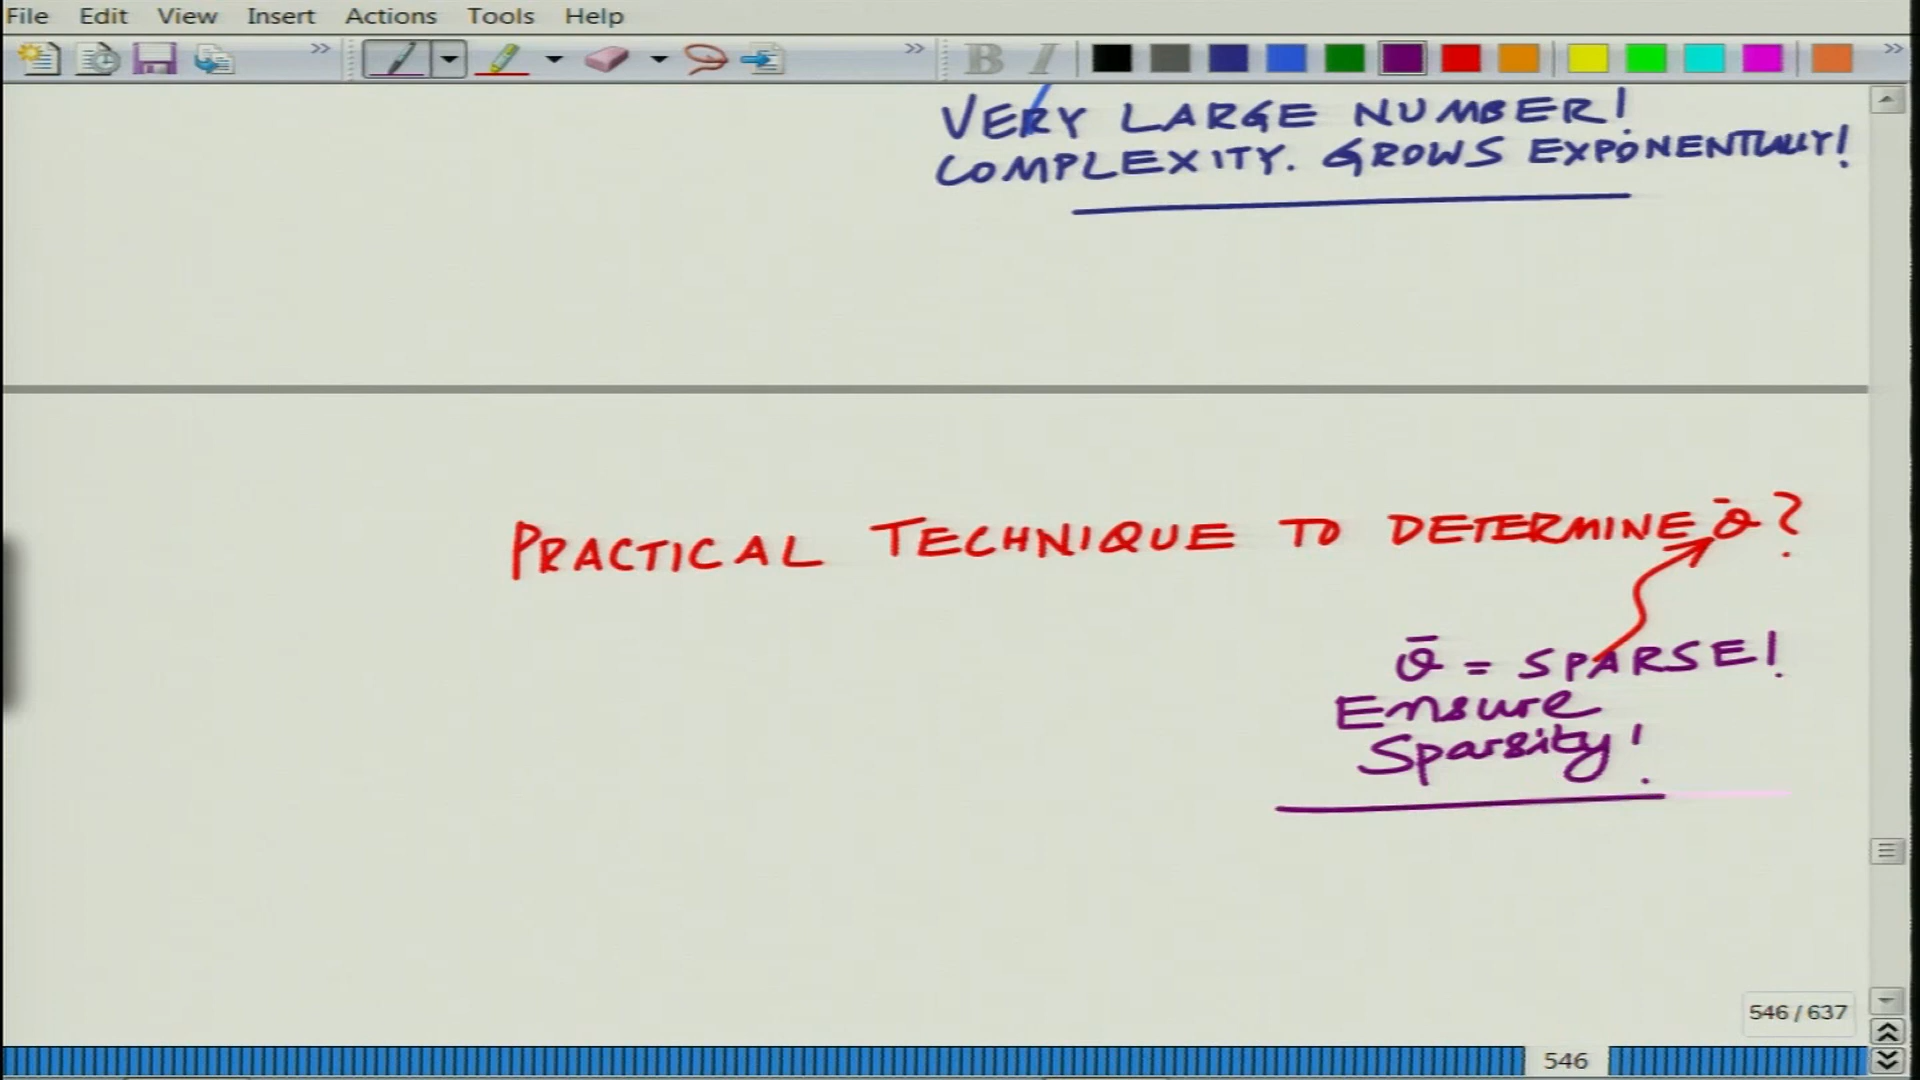 File Edit View Insert Actions Tools Help
B I
VERY LARGE NUMBER!
COMPLEXITY. GROWS EXPONENTIALLY!
PRACTICAL TECHNIQUE TO DETERMINE θ̄?
θ̄ = SPARSE!
Ensure
Sparsity!
546 / 637
546